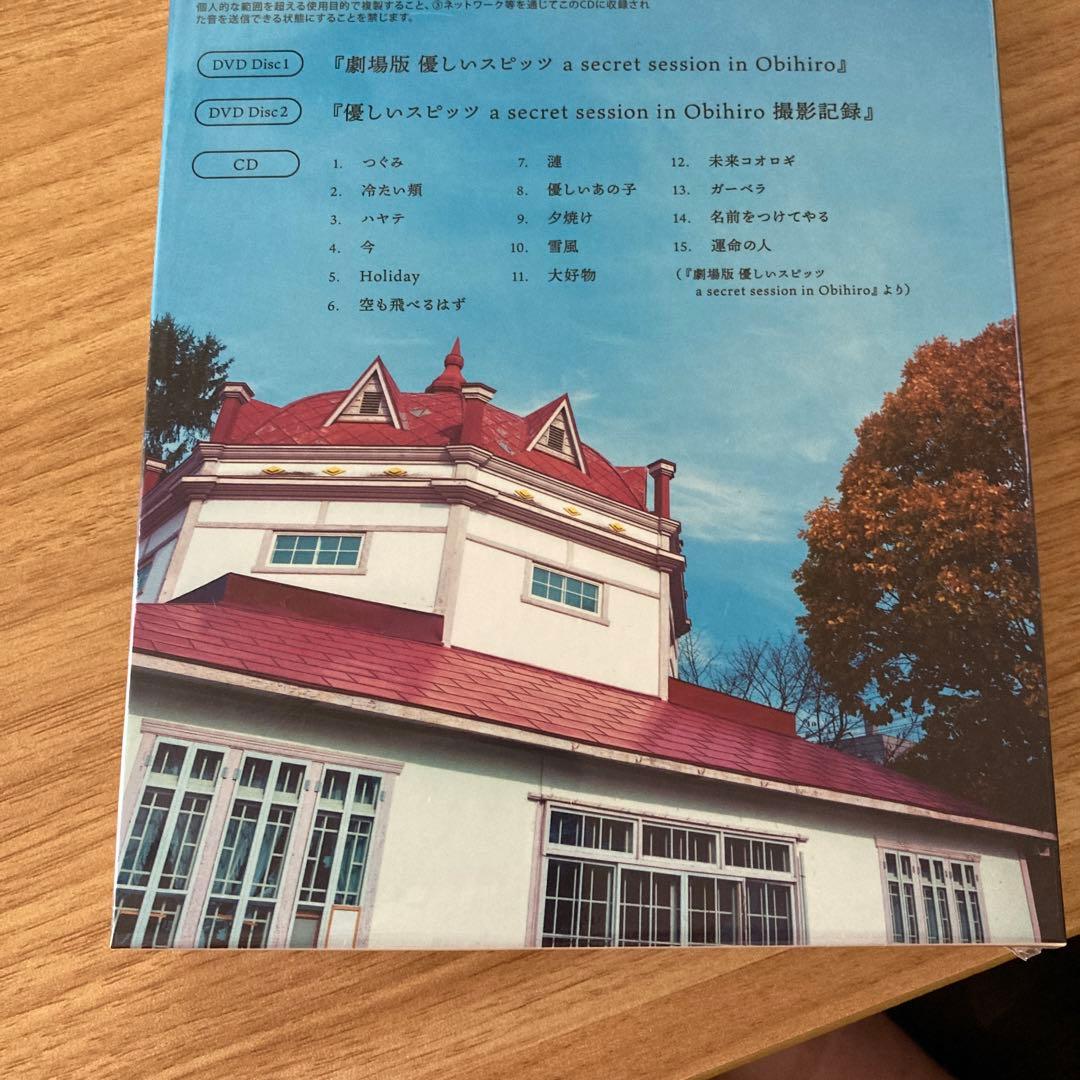 個人的な範囲を超える使用目的で複製すること、③ネットワーク等を通じてこのCDに収録され
た音を送信できる状態にすることを禁じます。
DVD Disc1 『劇場版 優しいスピッツ a secret session in Obihiro』
DVD Disc2 『優しいスピッツ a secret session in Obihiro 撮影記録』
CD
1. つぐみ
2. 冷たい頬
3. ハヤテ
4. 今
5. Holiday
6. 空も飛べるはず
7. 漣
8. 優しいあの子
9. 夕焼け
10. 雪風
11. 大好物
12. 未来コオロギ
13. ガーベラ
14. 名前をつけてやる
15. 運命の人
（『劇場版 優しいスピッツ
a secret session in Obihiro』より）